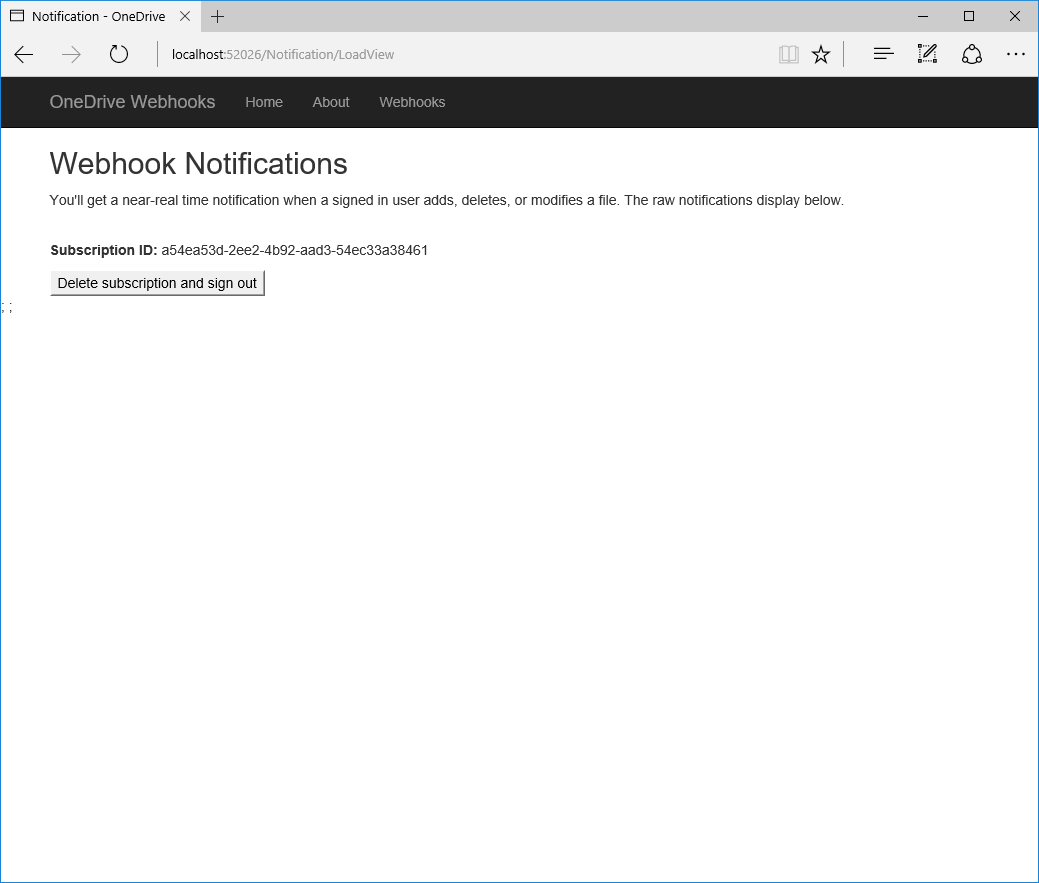 Notification - OneDrive
localhost:52026/Notification/LoadView
OneDrive Webhooks Home About Webhooks
Webhook Notifications
You'll get a near-real time notification when a signed in user adds, deletes, or modifies a file. The raw notifications display below.
Subscription ID: a54ea53d-2ee2-4b92-aad3-54ec33a38461
Delete subscription and sign out
; ;